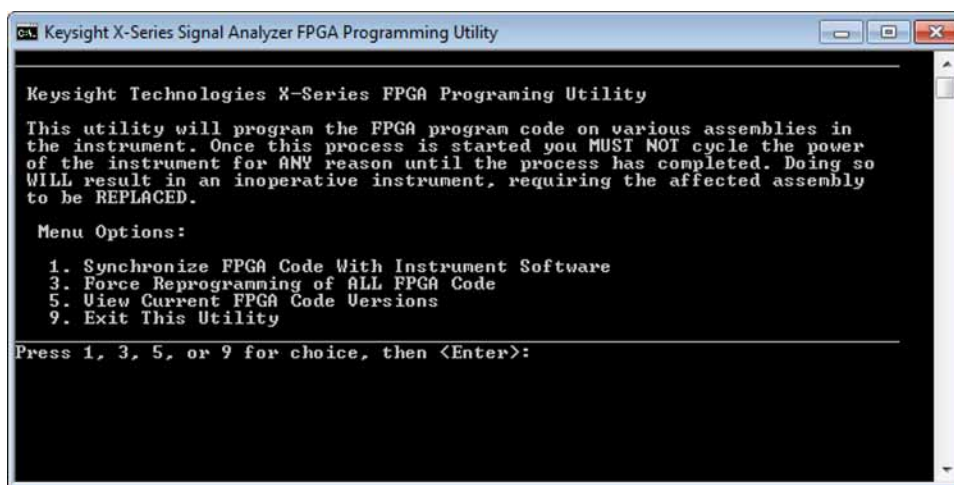 Keysight X-Series Signal Analyzer FPGA Programming Utility
Keysight Technologies X-Series FPGA Programing Utility
This utility will program the FPGA program code on various assemblies in
the instrument. Once this process is started you MUST NOT cycle the power
of the instrument for ANY reason until the process has completed. Doing so
WILL result in an inoperative instrument, requiring the affected assembly
to be REPLACED.
Menu Options:
1. Synchronize FPGA Code With Instrument Software
3. Force Reprogramming of ALL FPGA Code
5. View Current FPGA Code Versions
9. Exit This Utility
Press 1, 3, 5, or 9 for choice, then <Enter>: